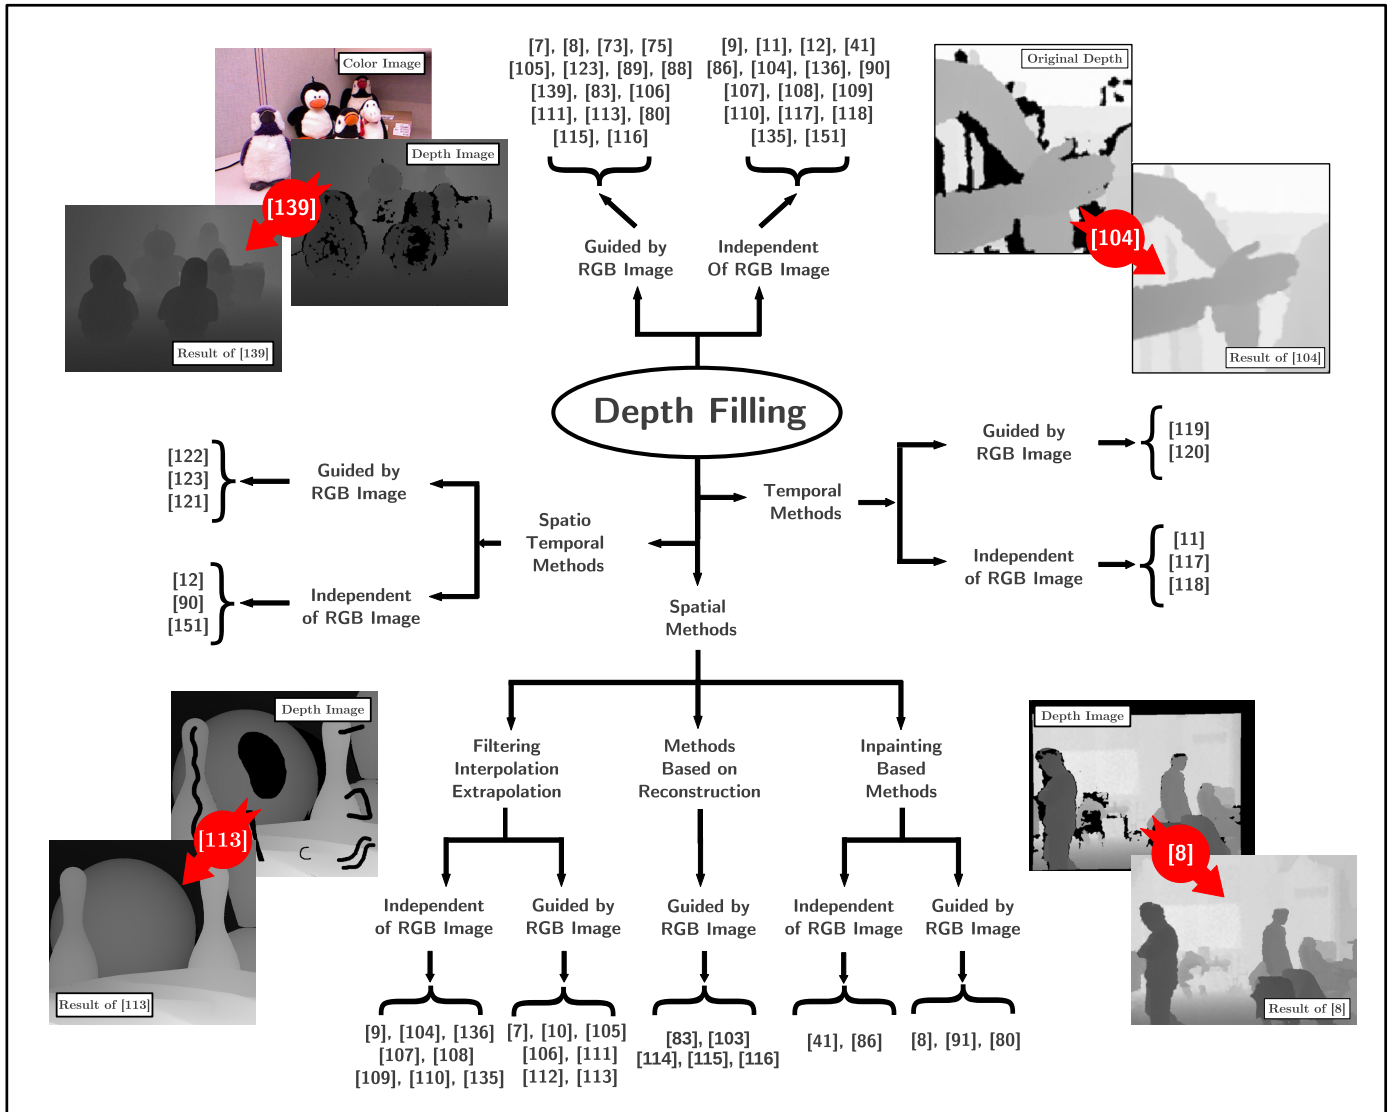 [7], [8], [73], [75]
[105], [123], [89], [88]
[139], [83], [106]
[111], [113], [80]
[115], [116]
[9], [11], [12], [41]
[86], [104], [136], [90]
[107], [108], [109]
[110], [117], [118]
[135], [151]
Color Image
Depth Image
[139]
Result of [139]
Original Depth
[104]
Result of [104]
Guided by
RGB Image
Independent
Of RGB Image
Depth Filling
Temporal
Methods
Guided by
RGB Image
[119]
[120]
Independent
of RGB Image
[11]
[117]
[118]
Spatio
Temporal
Methods
Guided by
RGB Image
[122]
[123]
[121]
Independent
of RGB Image
[12]
[90]
[151]
Spatial
Methods
Filtering
Interpolation
Extrapolation
Methods
Based on
Reconstruction
Inpainting
Based
Methods
Independent
of RGB Image
Guided by
RGB Image
Guided by
RGB Image
Independent
of RGB Image
Guided by
RGB Image
[9], [104], [136]
[107], [108]
[109], [110], [135]
[7], [10], [105]
[106], [111]
[112], [113]
[83], [103]
[114], [115], [116]
[41], [86]
[8], [91], [80]
Depth Image
[113]
Result of [113]
Depth Image
[8]
Result of [8]